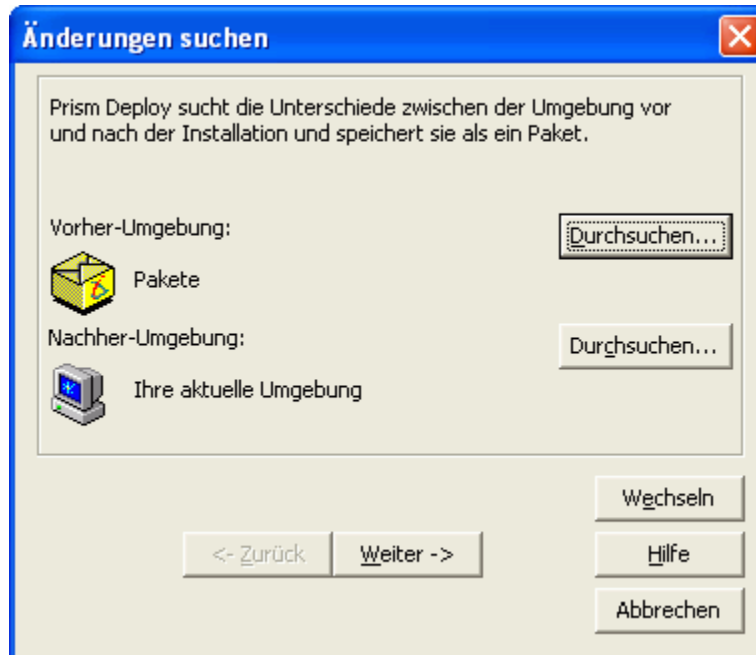 Änderungen suchen
Prism Deploy sucht die Unterschiede zwischen der Umgebung vor
und nach der Installation und speichert sie als ein Paket.
Vorher-Umgebung:
Durchsuchen...
Pakete
Nachher-Umgebung:
Durchsuchen...
Ihre aktuelle Umgebung
Wechseln
<- Zurück
Weiter ->
Hilfe
Abbrechen